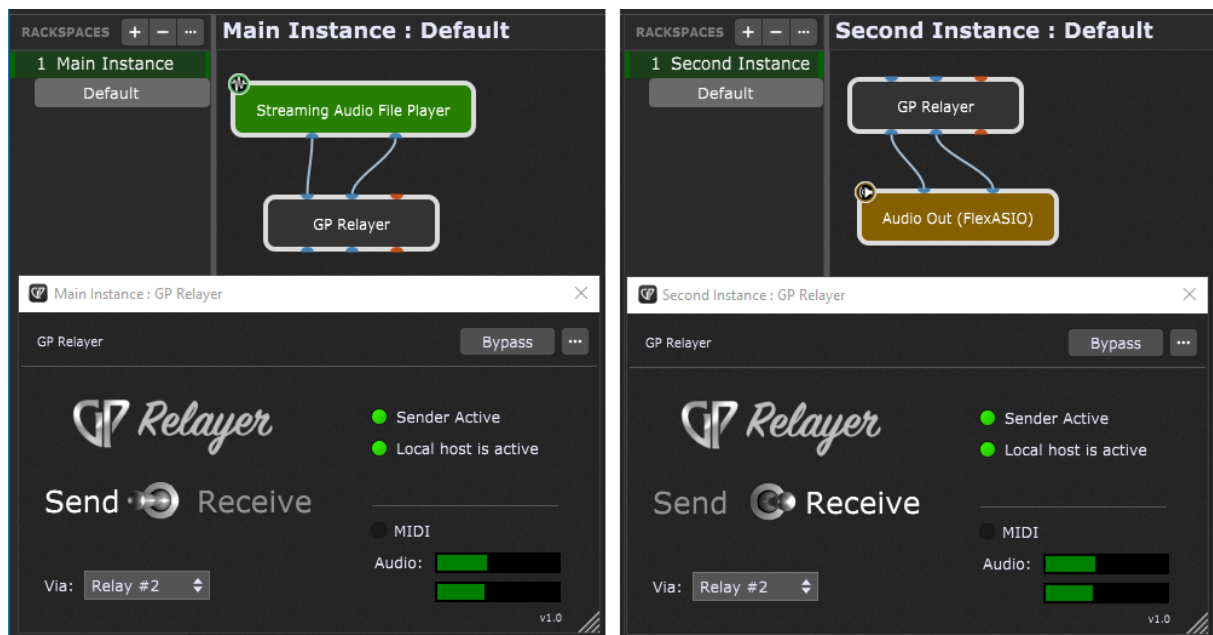 RACKSPACES + − ... Main Instance : Default
1 Main Instance
Default
Streaming Audio File Player
GP Relayer
Main Instance : GP Relayer
GP Relayer
Bypass ...
GP Relayer
Sender Active
Local host is active
Send Receive
MIDI
Audio:
Via: Relay #2
v1.0
RACKSPACES + − ... Second Instance : Default
1 Second Instance
Default
GP Relayer
Audio Out (FlexASIO)
Second Instance : GP Relayer
GP Relayer
Bypass ...
GP Relayer
Sender Active
Local host is active
Send Receive
MIDI
Audio:
Via: Relay #2
v1.0